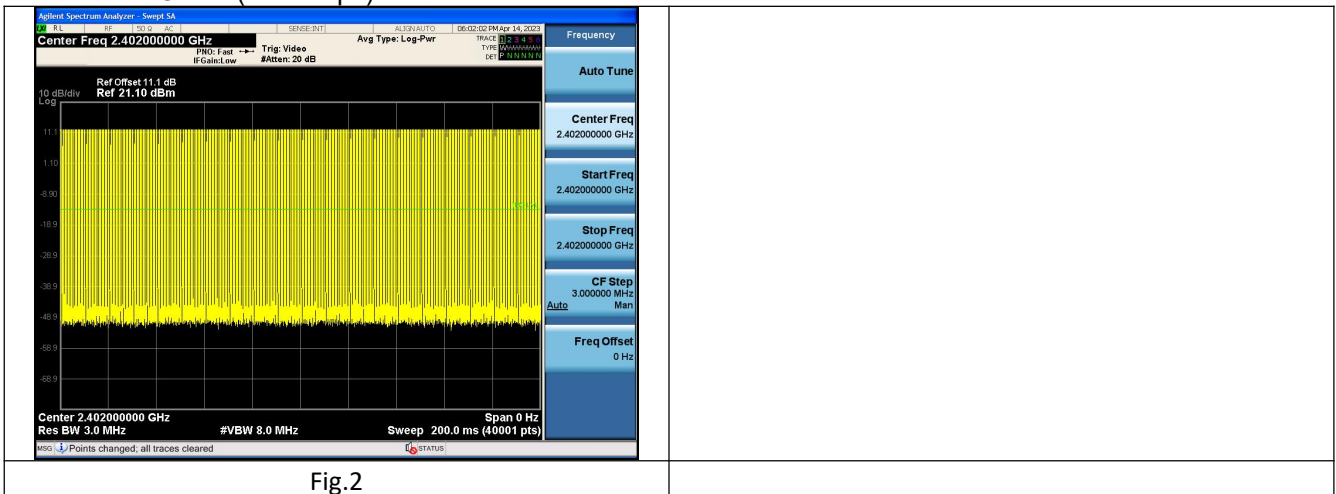 Agilent Spectrum Analyzer - Swept SA
RL RF 50 Ω AC SENSE:INT ALIGN AUTO 06:02:02 PM Apr 14, 2023
Center Freq 2.402000000 GHz
PNO: Fast
IFGain:Low
Trig: Video
#Atten: 20 dB
Avg Type: Log-Pwr
TRACE 1 2 3 4 5 6
TYPE
DET P N N N N N
Ref Offset 11.1 dB
10 dB/div Ref 21.10 dBm
Log
11.1
1.10
-8.90
-18.9
-28.9
-38.9
-48.9
-58.9
-68.9
Center 2.402000000 GHz Span 0 Hz
Res BW 3.0 MHz #VBW 8.0 MHz Sweep 200.0 ms (40001 pts)
MSG Points changed; all traces cleared STATUS
Frequency
Auto Tune
Center Freq
2.402000000 GHz
Start Freq
2.402000000 GHz
Stop Freq
2.402000000 GHz
CF Step
3.000000 MHz
Auto Man
Freq Offset
0 Hz
Fig.2